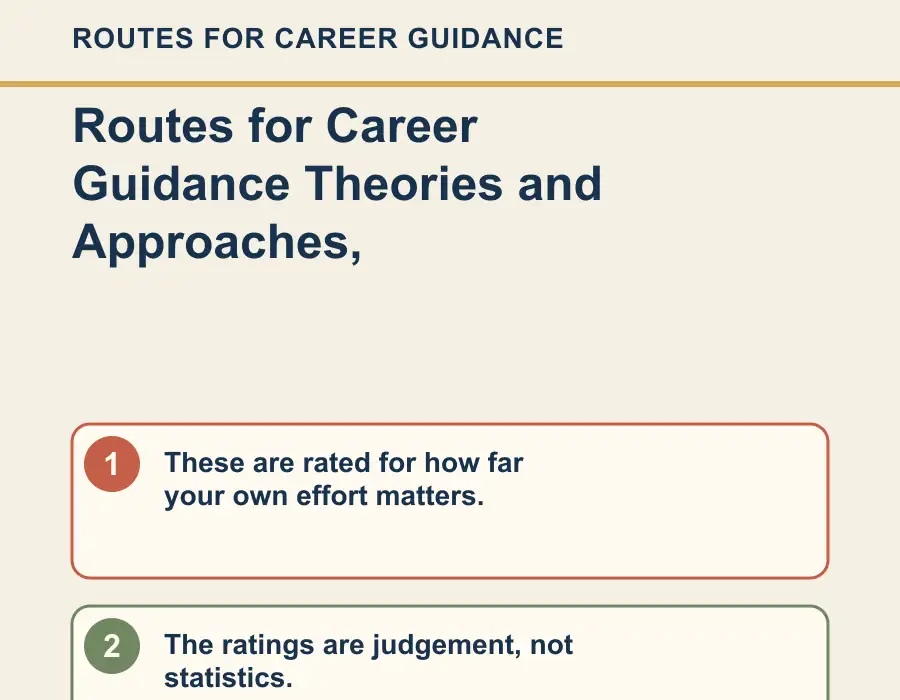 ROUTES FOR CAREER GUIDANCE
Routes for Career
Guidance Theories and
Approaches,
1
These are rated for how far
your own effort matters.
2
The ratings are judgement, not
statistics.